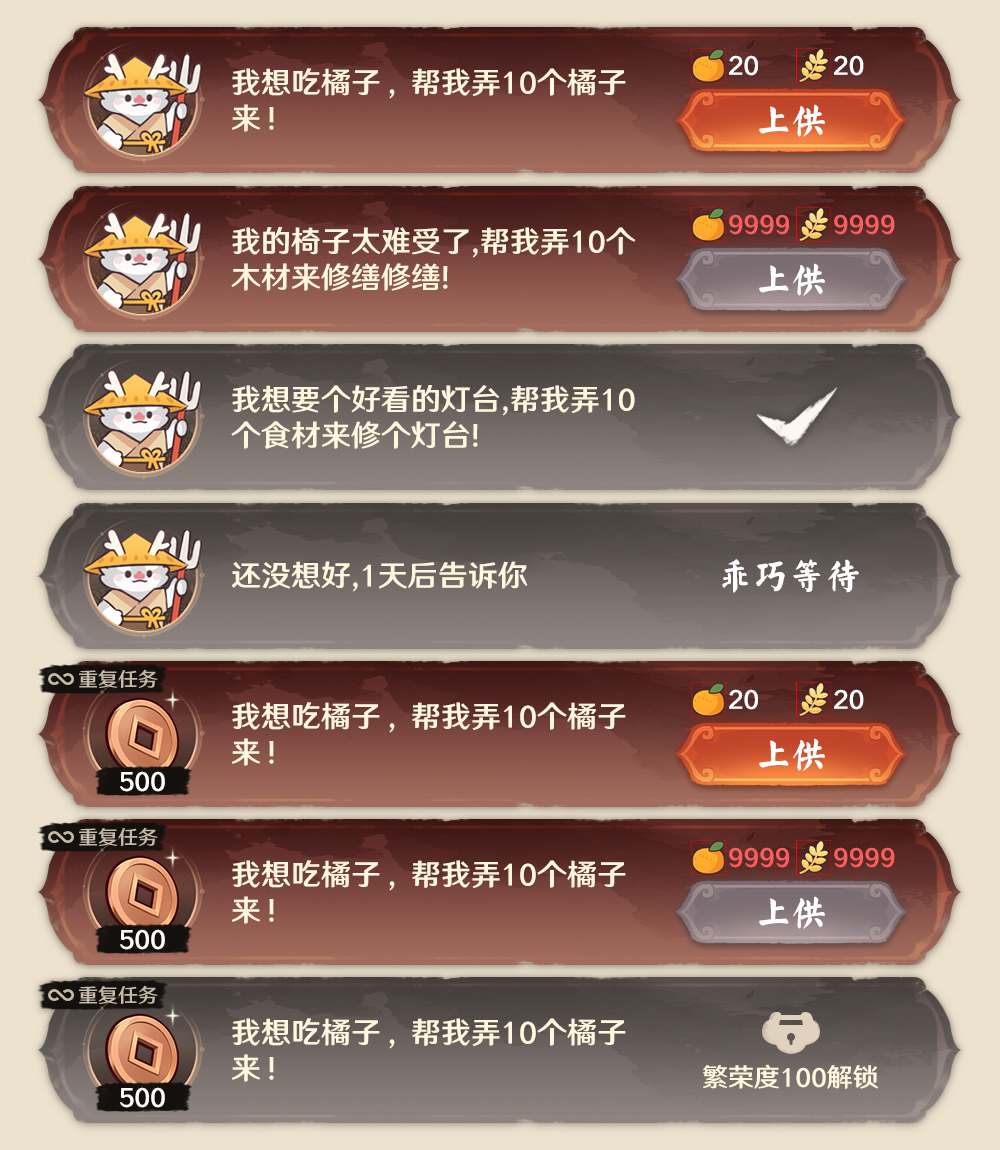 我想吃橘子，帮我弄10个橘子
来！
20 20
上供
我的椅子太难受了,帮我弄10个
木材来修缮修缮!
9999 9999
上供
我想要个好看的灯台,帮我弄10
个食材来修个灯台!
还没想好,1天后告诉你
乖巧等待
重复任务
500
我想吃橘子，帮我弄10个橘子
来！
20 20
上供
重复任务
500
我想吃橘子，帮我弄10个橘子
来！
9999 9999
上供
重复任务
500
我想吃橘子，帮我弄10个橘子
来！
繁荣度100解锁